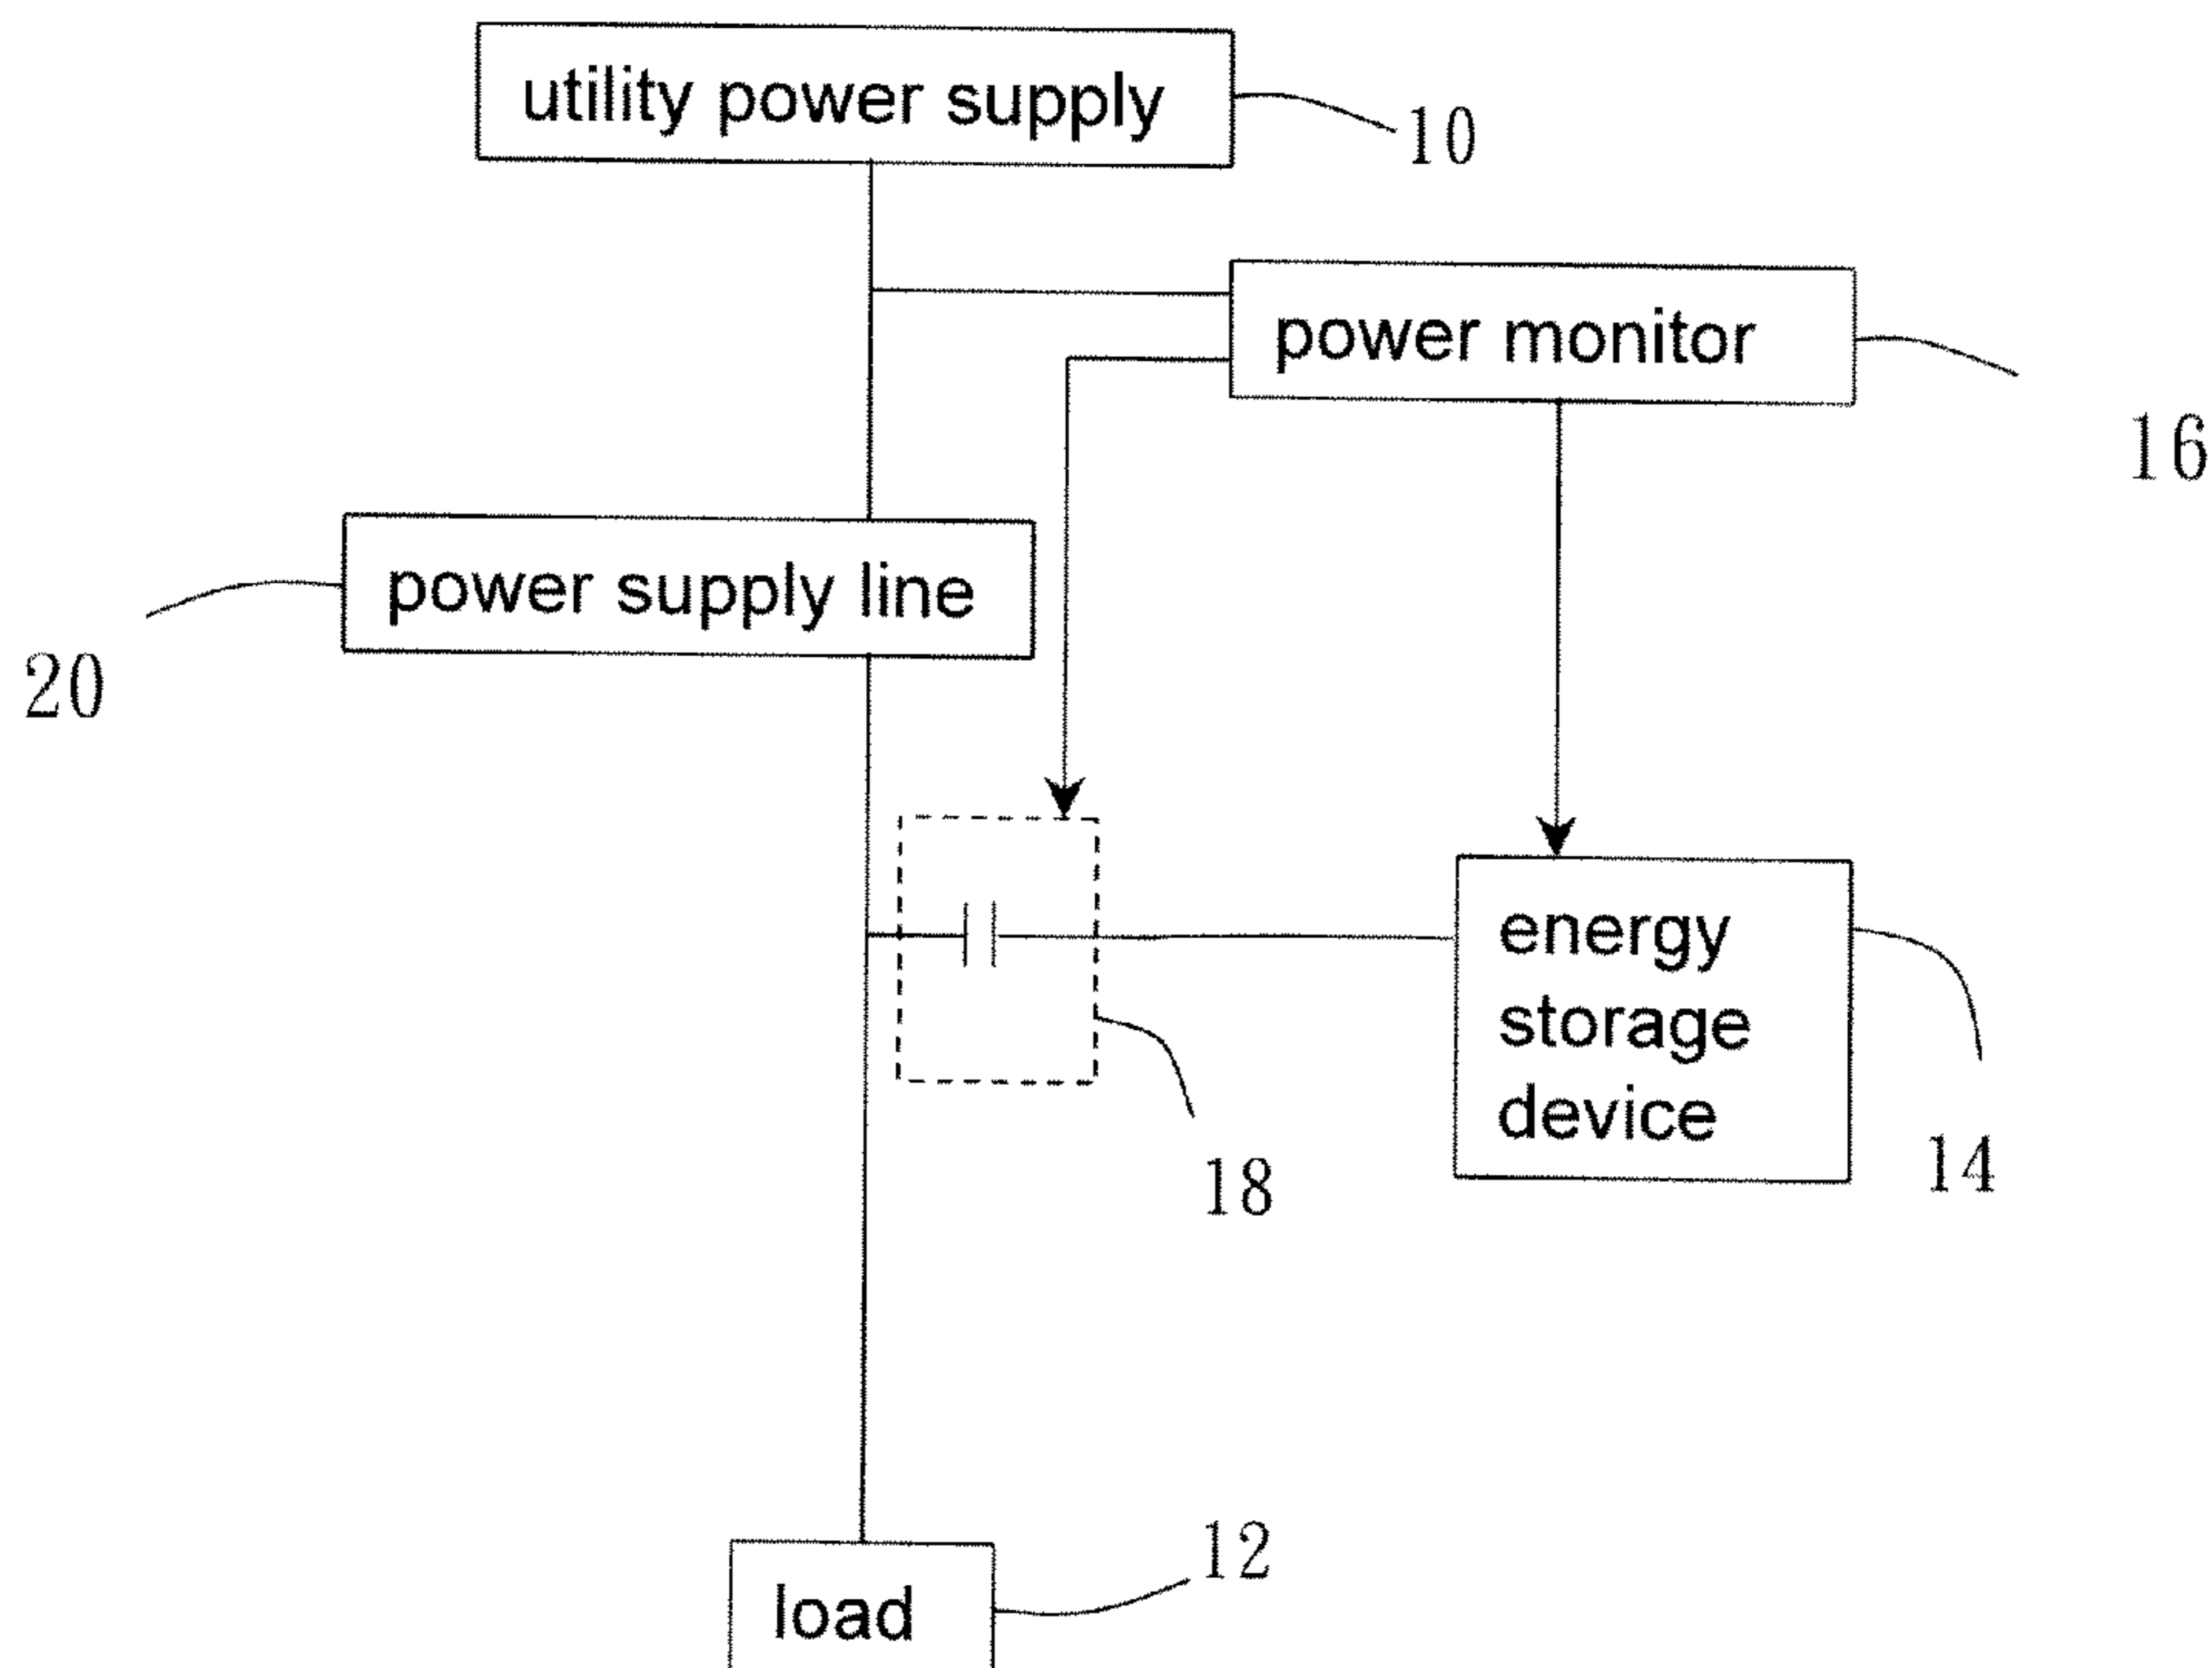 utility power supply
10
power monitor
16
power supply line
20
energy
storage
device
14
18
12
load